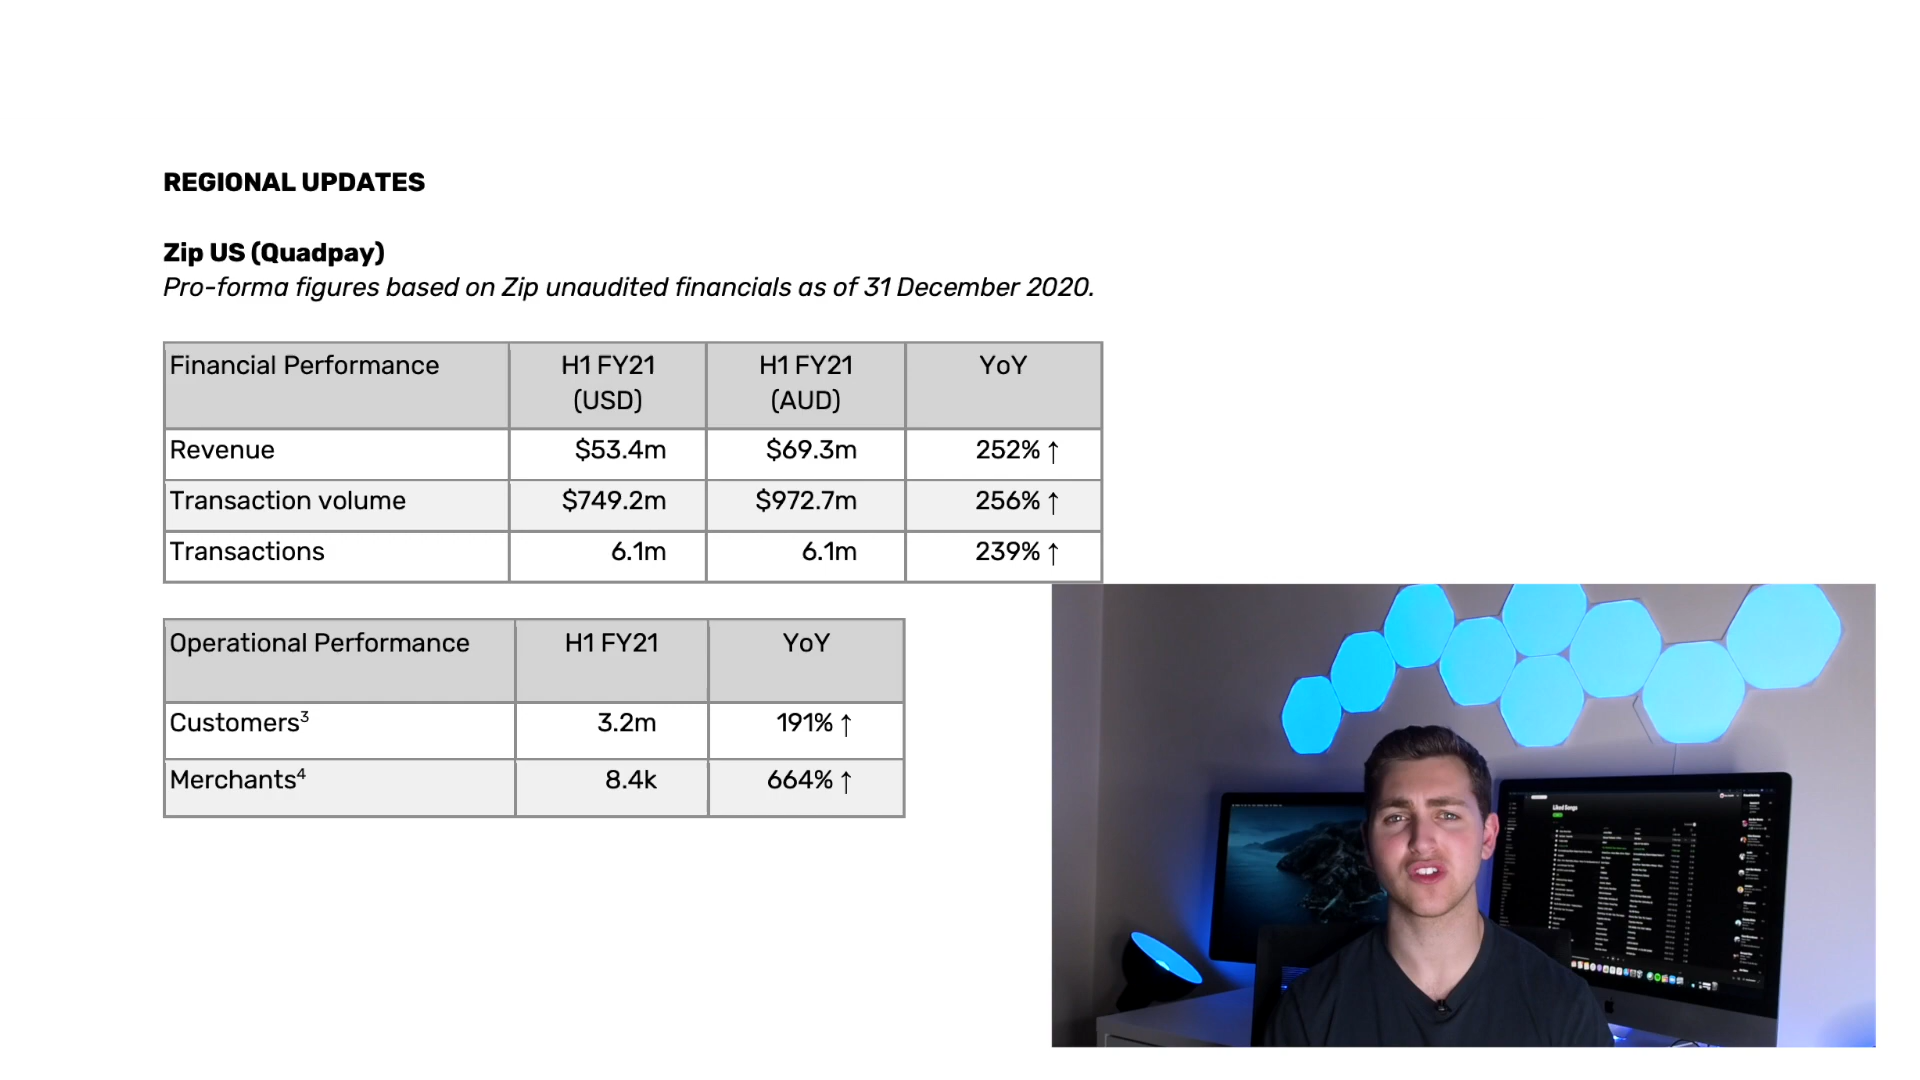 REGIONAL UPDATES
Zip US (Quadpay)
Pro-forma figures based on Zip unaudited financials as of 31 December 2020.
Financial Performance H1 FY21 (USD) H1 FY21 (AUD) YoY
Revenue $53.4m $69.3m 252% ↑
Transaction volume $749.2m $972.7m 256% ↑
Transactions 6.1m 6.1m 239% ↑
Operational Performance H1 FY21 YoY
Customers³ 3.2m 191% ↑
Merchants⁴ 8.4k 664% ↑
Liked Songs